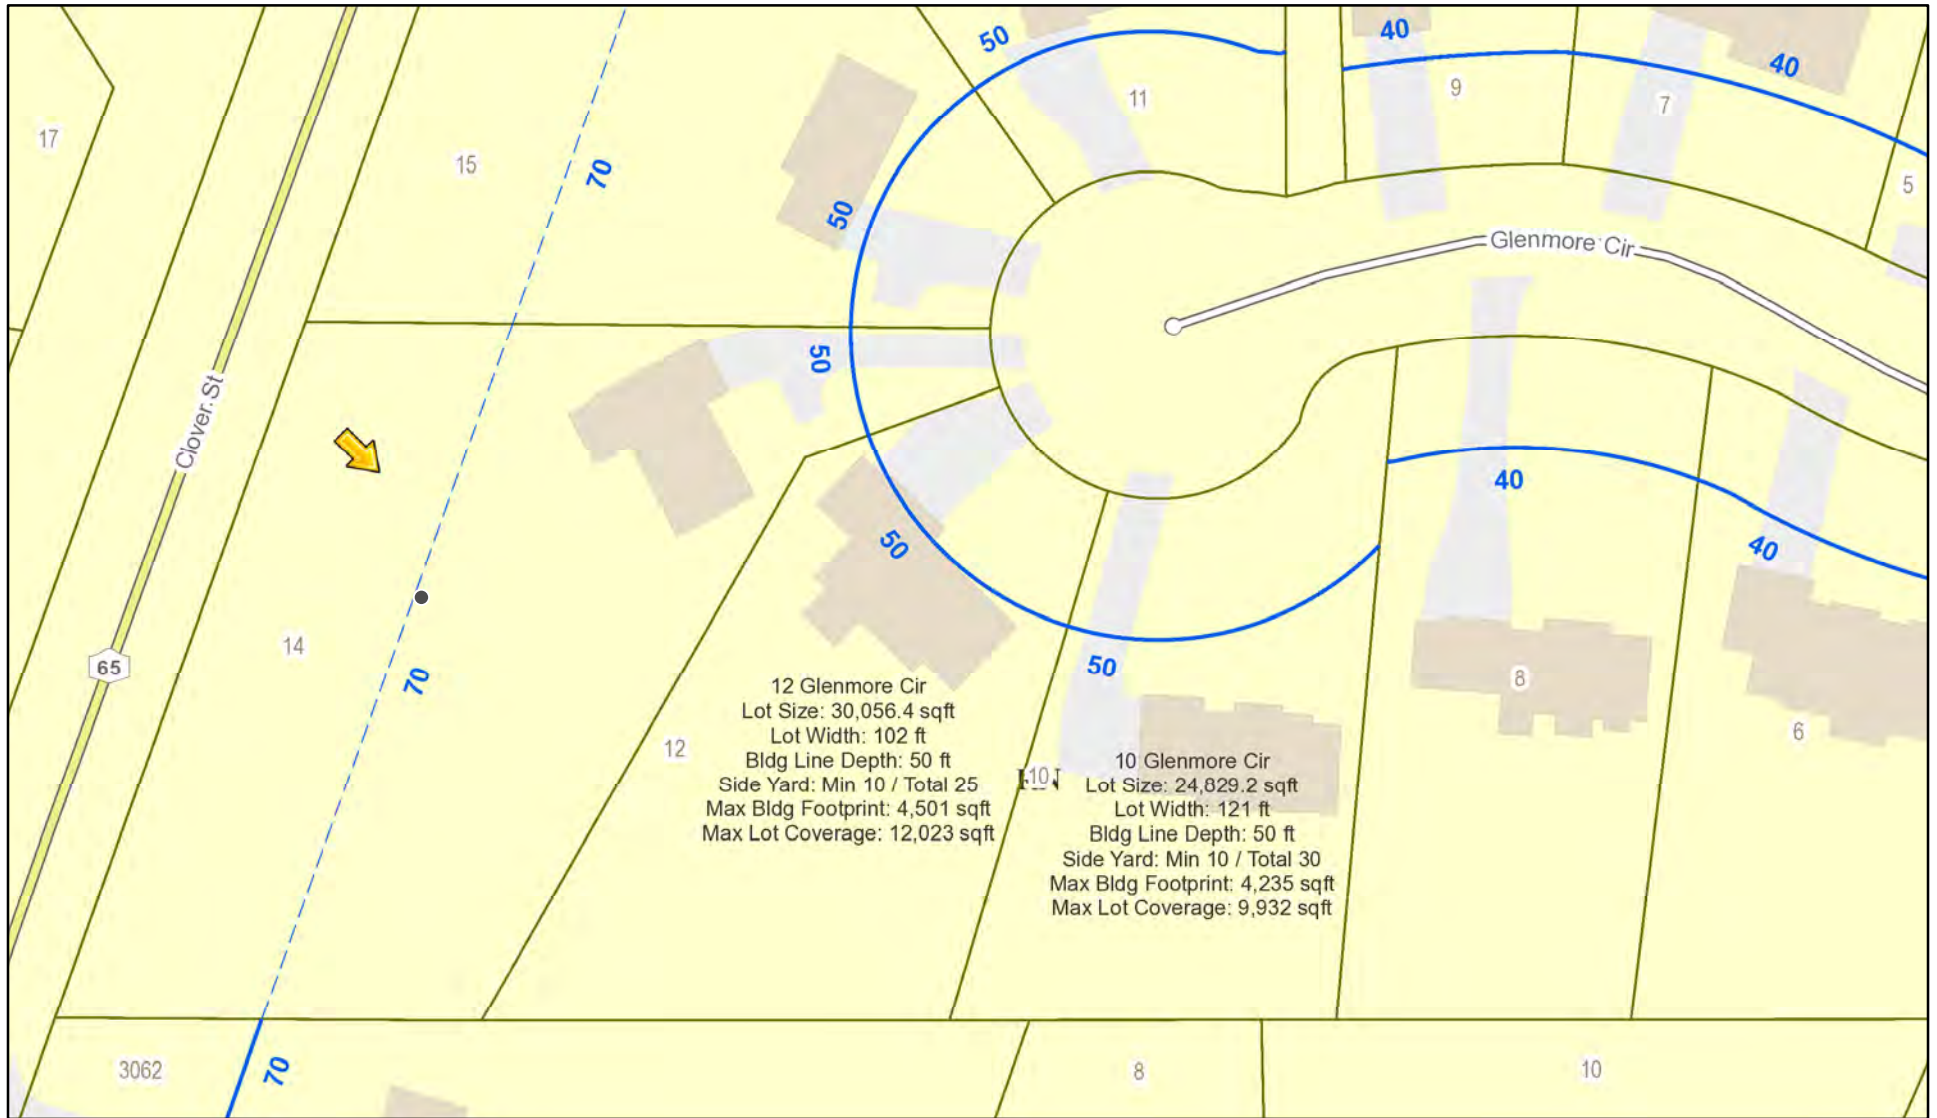 50
40
40
11
9
7
17
15
70
5
50
Glenmore Cir
50
Clover St
40
50
40
14
65
70
50
8
6
12
12 Glenmore Cir
Lot Size: 30,056.4 sqft
Lot Width: 102 ft
Bldg Line Depth: 50 ft
Side Yard: Min 10 / Total 25
Max Bldg Footprint: 4,501 sqft
Max Lot Coverage: 12,023 sqft
10
10 Glenmore Cir
Lot Size: 24,829.2 sqft
Lot Width: 121 ft
Bldg Line Depth: 50 ft
Side Yard: Min 10 / Total 30
Max Bldg Footprint: 4,235 sqft
Max Lot Coverage: 9,932 sqft
3062
70
8
10